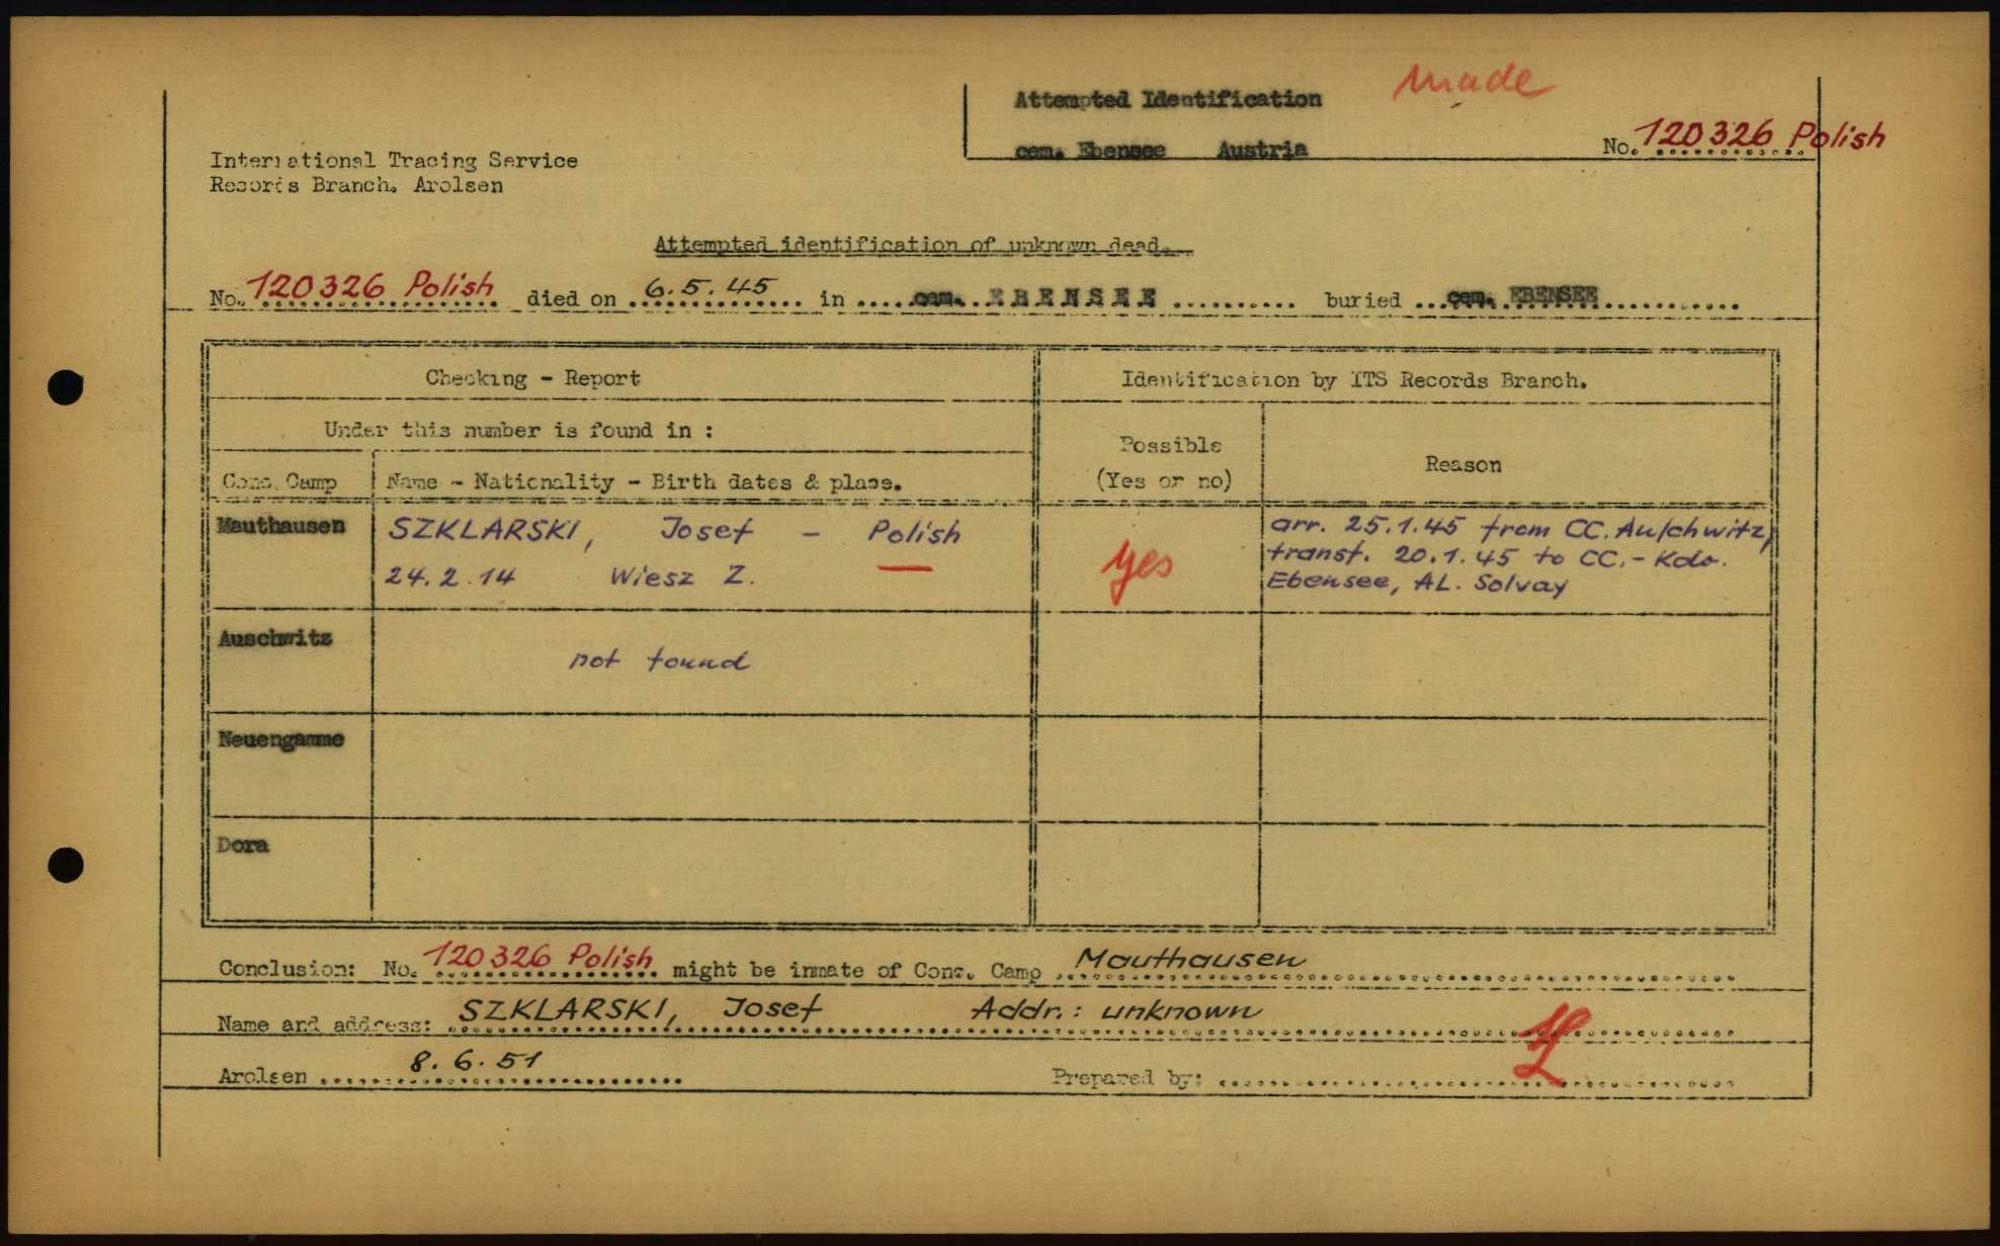 Attempted Identification made
cem. Ebensee Austria
No. 120326 Polish
International Tracing Service
Records Branch. Arolsen
Attempted identification of unknown dead.
No. 120326 Polish died on 6.5.45 in cem. EBENSEE buried cem. EBENSEE
Checking - Report
Identification by ITS Records Branch.
Under this number is found in :
Possible
(Yes or no)
Reason
Conc. Camp
Name - Nationality - Birth dates & place.
Mauthausen
SZKLARSKI, Josef - Polish
24.2.14 Wiesz Z.
yes
arr. 25.1.45 from CC. Auschwitz,
transf. 20.1.45 to CC.-Kdo.
Ebensee, AL. Solvay
Auschwitz
not found
Neuengamme
Dora
Conclusion: No. 120326 Polish might be inmate of Conc. Camp Mauthausen
Name and address: SZKLARSKI, Josef Addr.: unknown
Arolsen 8.6.51
Prepared by: